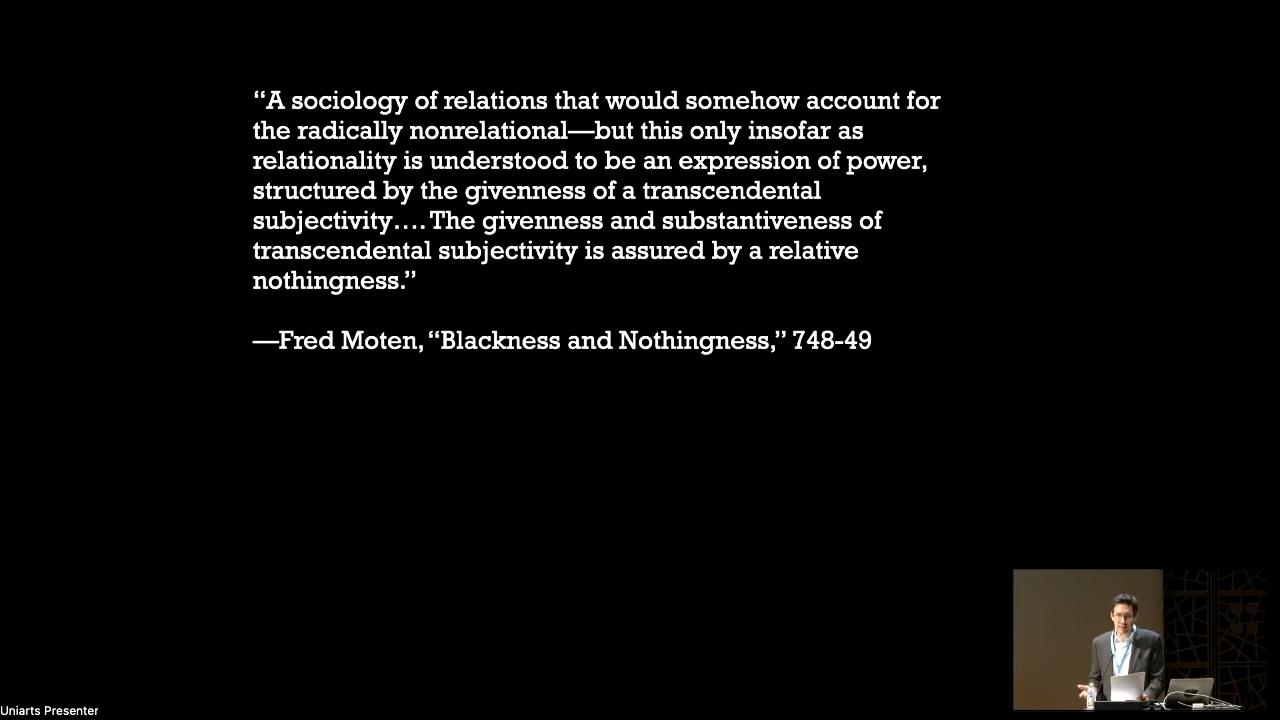 “A sociology of relations that would somehow account for
the radically nonrelational—but this only insofar as
relationality is understood to be an expression of power,
structured by the givenness of a transcendental
subjectivity.… The givenness and substantiveness of
transcendental subjectivity is assured by a relative
nothingness.”
—Fred Moten, “Blackness and Nothingness,” 748-49
Uniarts Presenter